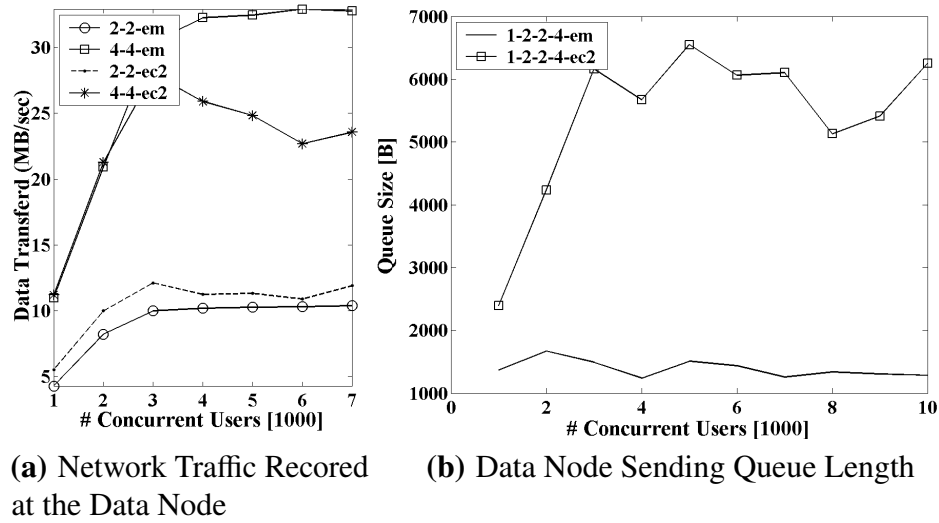 Data Transferd (MB/sec)
30
25
20
15
10
5
2-2-em
4-4-em
2-2-ec2
4-4-ec2
1 2 3 4 5 6 7
# Concurrent Users [1000]
(a) Network Traffic Recored
at the Data Node
Queue Size [B]
7000
6000
5000
4000
3000
2000
1000
1-2-2-4-em
1-2-2-4-ec2
0 2 4 6 8 10
# Concurrent Users [1000]
(b) Data Node Sending Queue Length